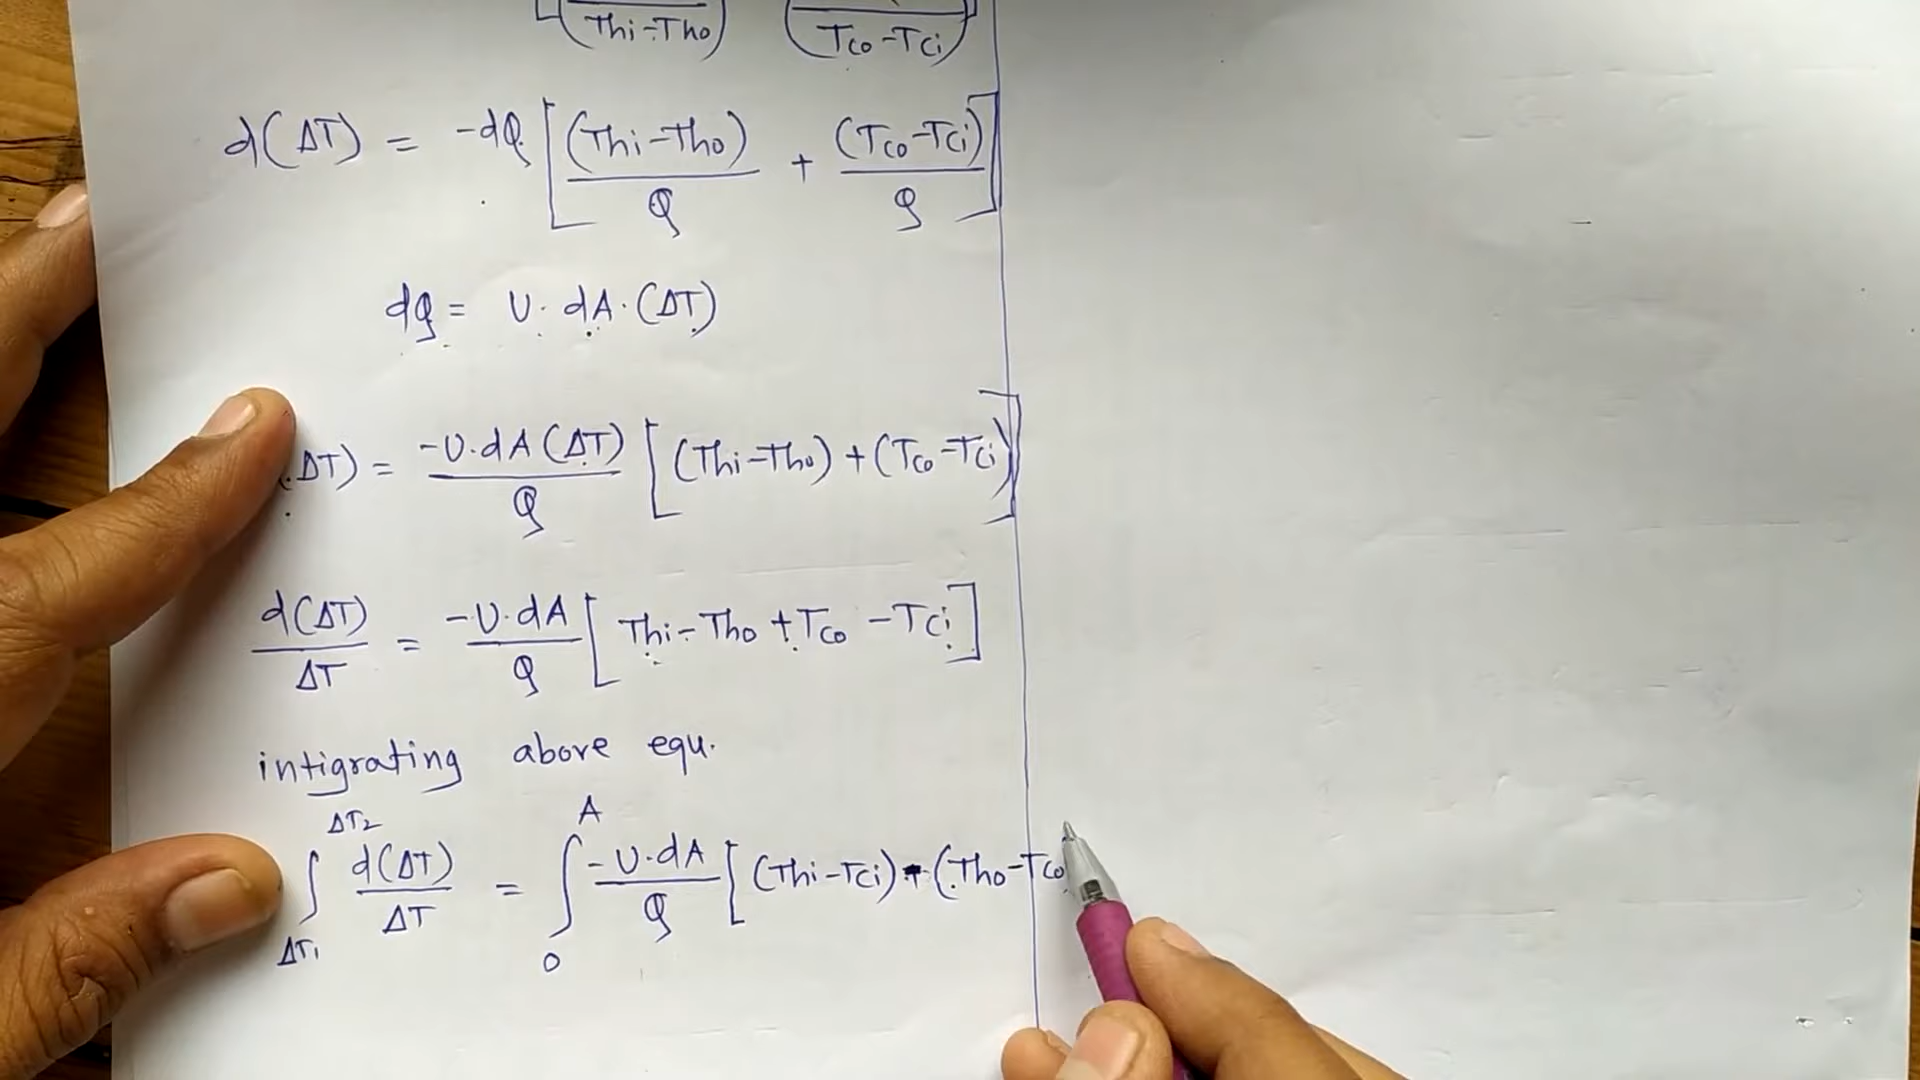 Thi-Tho Tco-Tci
d(ΔT) = -dQ [(Thi-Tho)/Q + (Tco-Tci)/Q]
dQ = U. dA. (ΔT)
ΔT) = -U.dA(ΔT)/Q [(Thi-Tho)+(Tco-Tci)]
d(ΔT)/ΔT = -U.dA/Q [Thi-Tho+Tco-Tci]
intigrating above equ.
∫ΔT1^ΔT2 d(ΔT)/ΔT = ∫0^A -U.dA/Q [(Thi-Tci)-(Tho-Tco